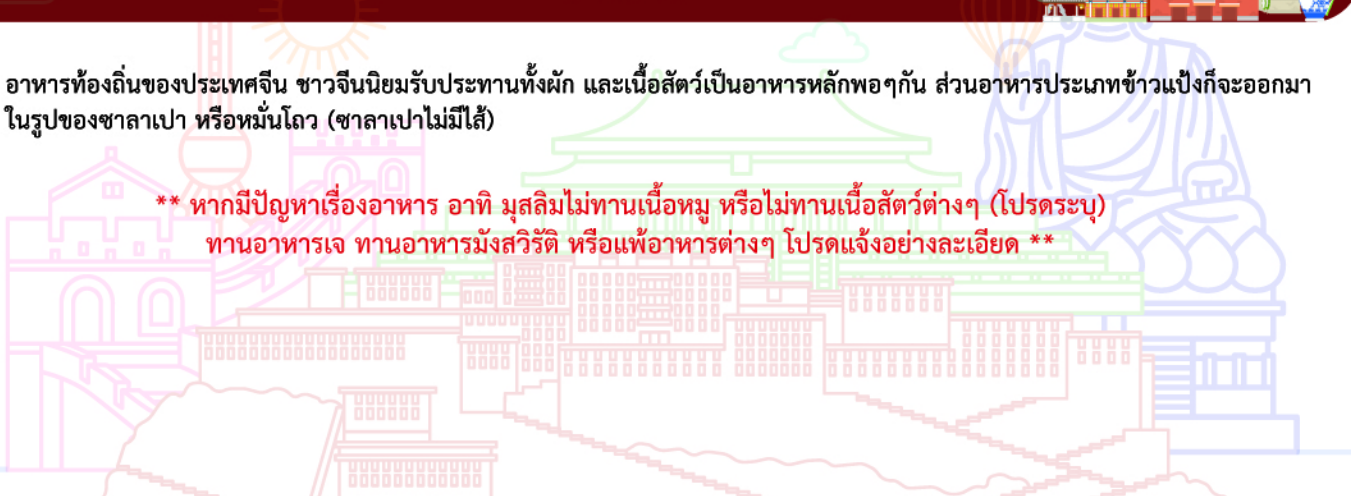 อาหารท้องถิ่นของประเทศจีน ชาวจีนนิยมรับประทานทั้งผัก และเนื้อสัตว์เป็นอาหารหลักพอๆกัน ส่วนอาหารประเภทข้าวแป้งก็จะออกมา
ในรูปของซาลาเปา หรือหมั่นโถว (ซาลาเปาไม่มีไส้)
** หากมีปัญหาเรื่องอาหาร อาทิ มุสลิมไม่ทานเนื้อหมู หรือไม่ทานเนื้อสัตว์ต่างๆ (โปรดระบุ)
ทานอาหารเจ ทานอาหารมังสวิรัติ หรือแพ้อาหารต่างๆ โปรดแจ้งอย่างละเอียด **